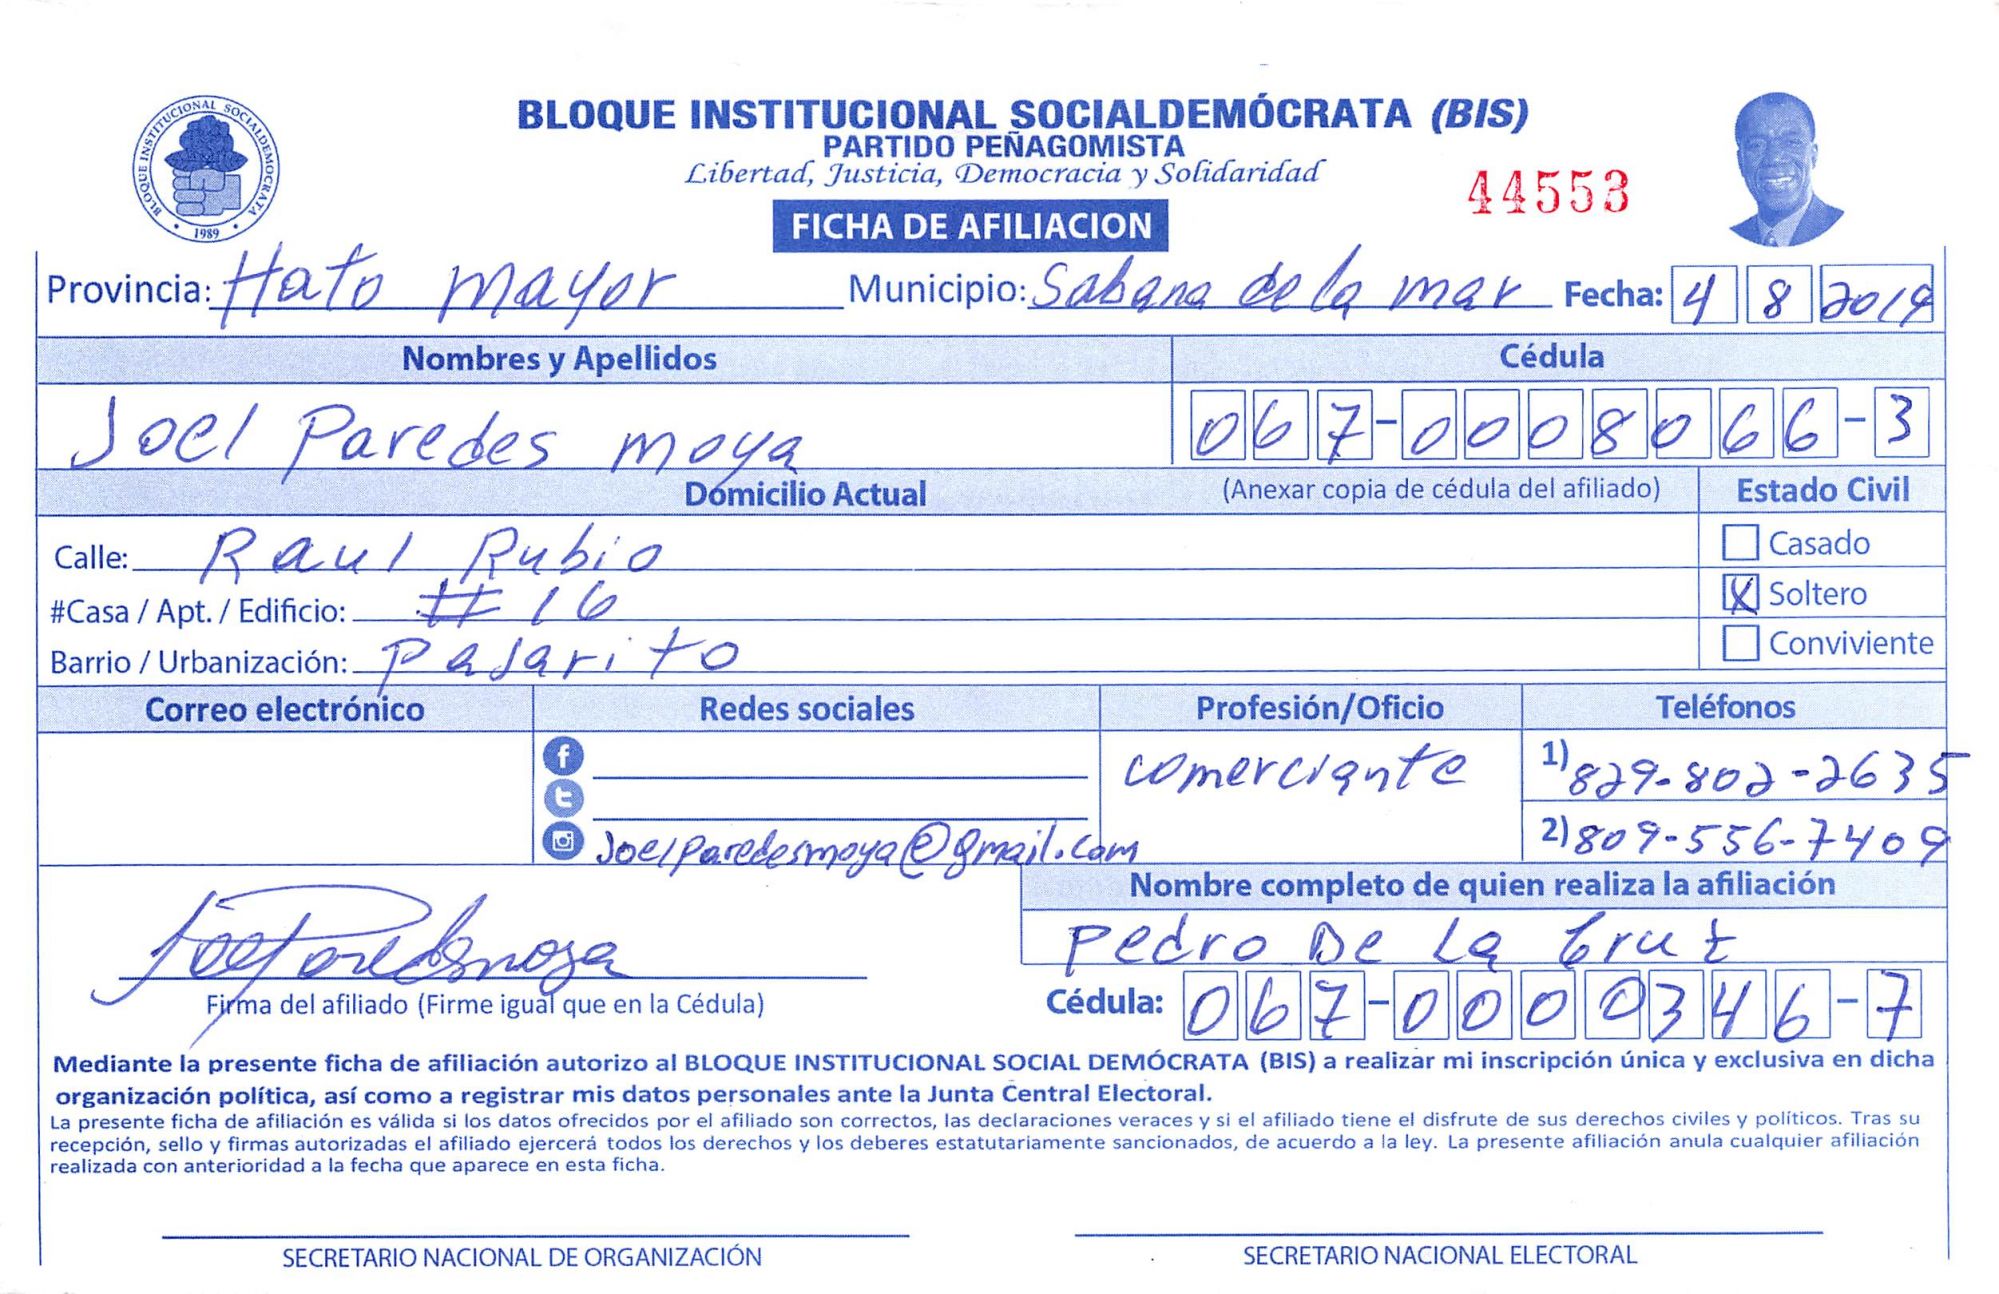 BLOQUE INSTITUCIONAL SOCIALDEMOCRATA
1989
BLOQUE INSTITUCIONAL SOCIALDEMÓCRATA (BIS)
PARTIDO PEÑAGOMISTA
Libertad, Justicia, Democracia y Solidaridad
44553
FICHA DE AFILIACION
Provincia: Hato mayor Municipio: Sabana de la mar Fecha: 4 8 2019
Nombres y Apellidos Cédula
Joel Paredes moya 067-0008066-3
Domicilio Actual (Anexar copia de cédula del afiliado) Estado Civil
Calle: Raul Rubio Casado
#Casa / Apt. / Edificio: #16 X Soltero
Barrio / Urbanización: Pajarito Conviviente
Correo electrónico Redes sociales Profesión/Oficio Teléfonos
comerciante 1) 829-802-2635
Joelparedesmoya@gmail.com 2) 809-556-7409
Nombre completo de quien realiza la afiliación
Pedro De La Cruz
Firma del afiliado (Firme igual que en la Cédula) Cédula: 067-0000346-7
Mediante la presente ficha de afiliación autorizo al BLOQUE INSTITUCIONAL SOCIAL DEMÓCRATA (BIS) a realizar mi inscripción única y exclusiva en dicha
organización política, así como a registrar mis datos personales ante la Junta Central Electoral.
La presente ficha de afiliación es válida si los datos ofrecidos por el afiliado son correctos, las declaraciones veraces y si el afiliado tiene el disfrute de sus derechos civiles y políticos. Tras su
recepción, sello y firmas autorizadas el afiliado ejercerá todos los derechos y los deberes estatutariamente sancionados, de acuerdo a la ley. La presente afiliación anula cualquier afiliación
realizada con anterioridad a la fecha que aparece en esta ficha.
SECRETARIO NACIONAL DE ORGANIZACIÓN SECRETARIO NACIONAL ELECTORAL